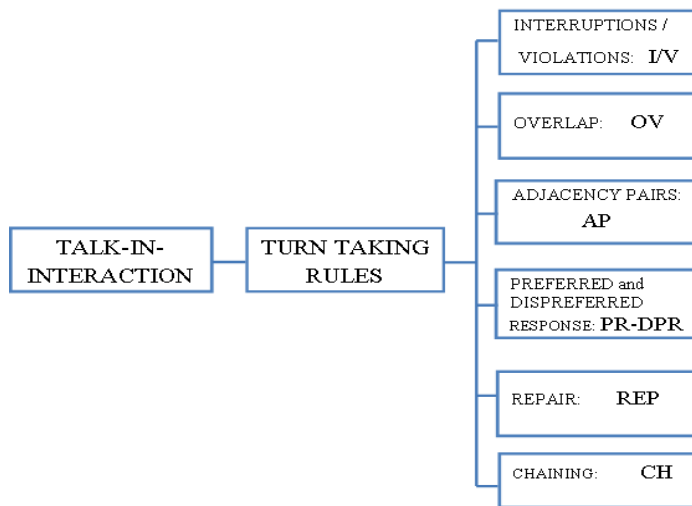 TALK-IN-
INTERACTION
TURN TAKING
RULES
INTERRUPTIONS /
VIOLATIONS: I/V
OVERLAP: OV
ADJACENCY PAIRS:
AP
PREFERRED and
DISPREFERRED
RESPONSE: PR-DPR
REPAIR: REP
CHAINING: CH